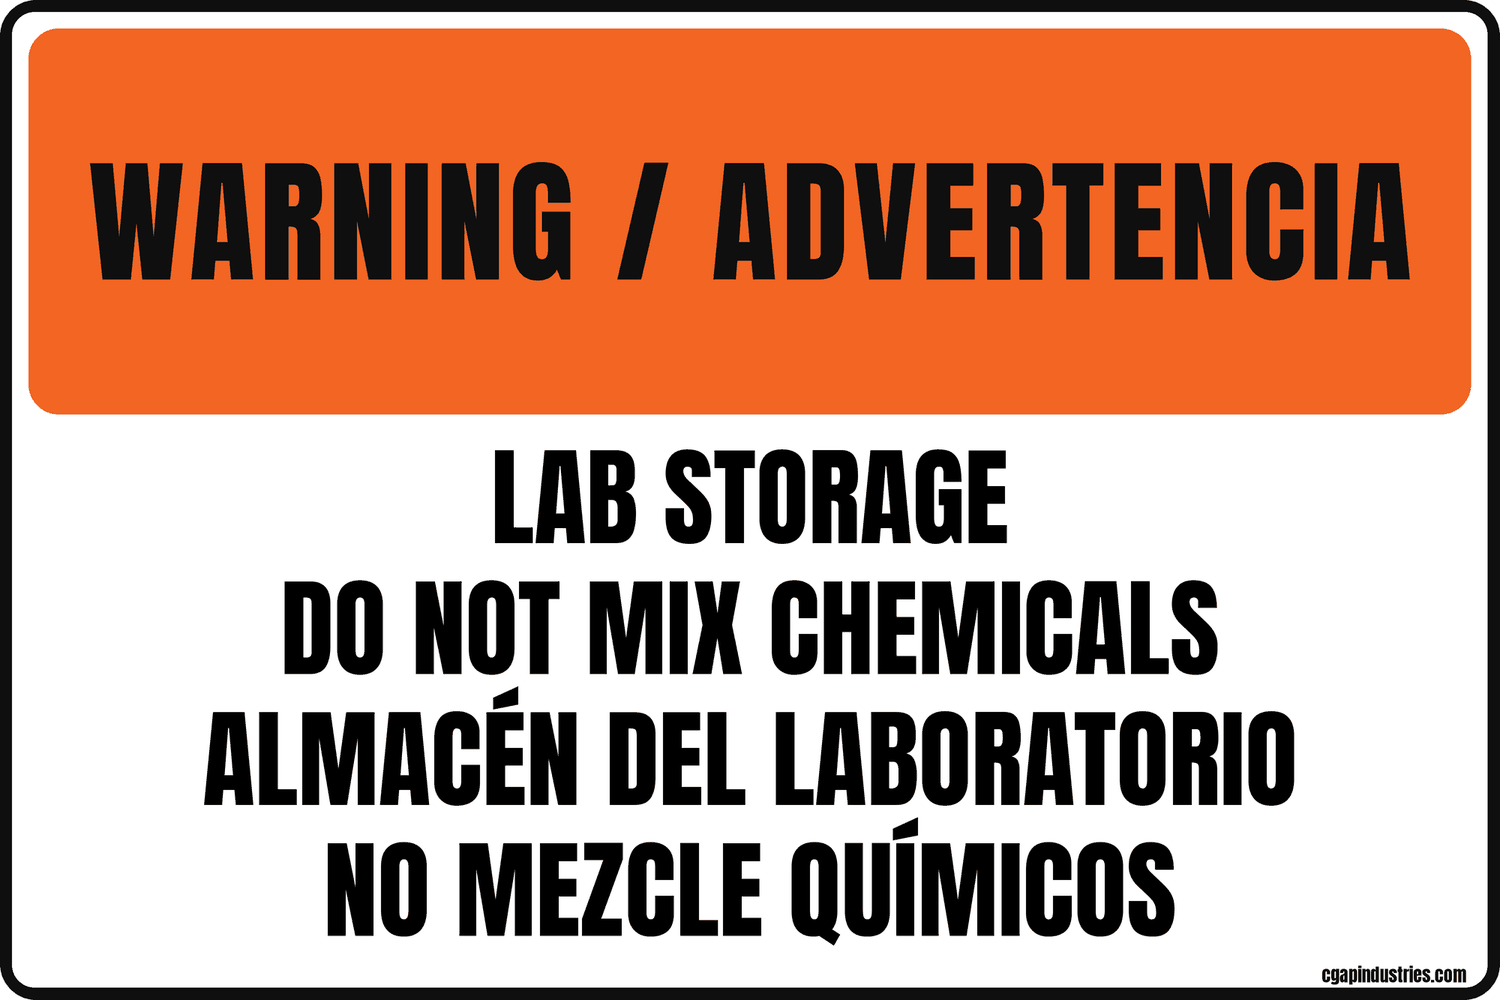 WARNING / ADVERTENCIA
LAB STORAGE
DO NOT MIX CHEMICALS
ALMACÉN DEL LABORATORIO
NO MEZCLE QUÍMICOS
cgapindustries.com